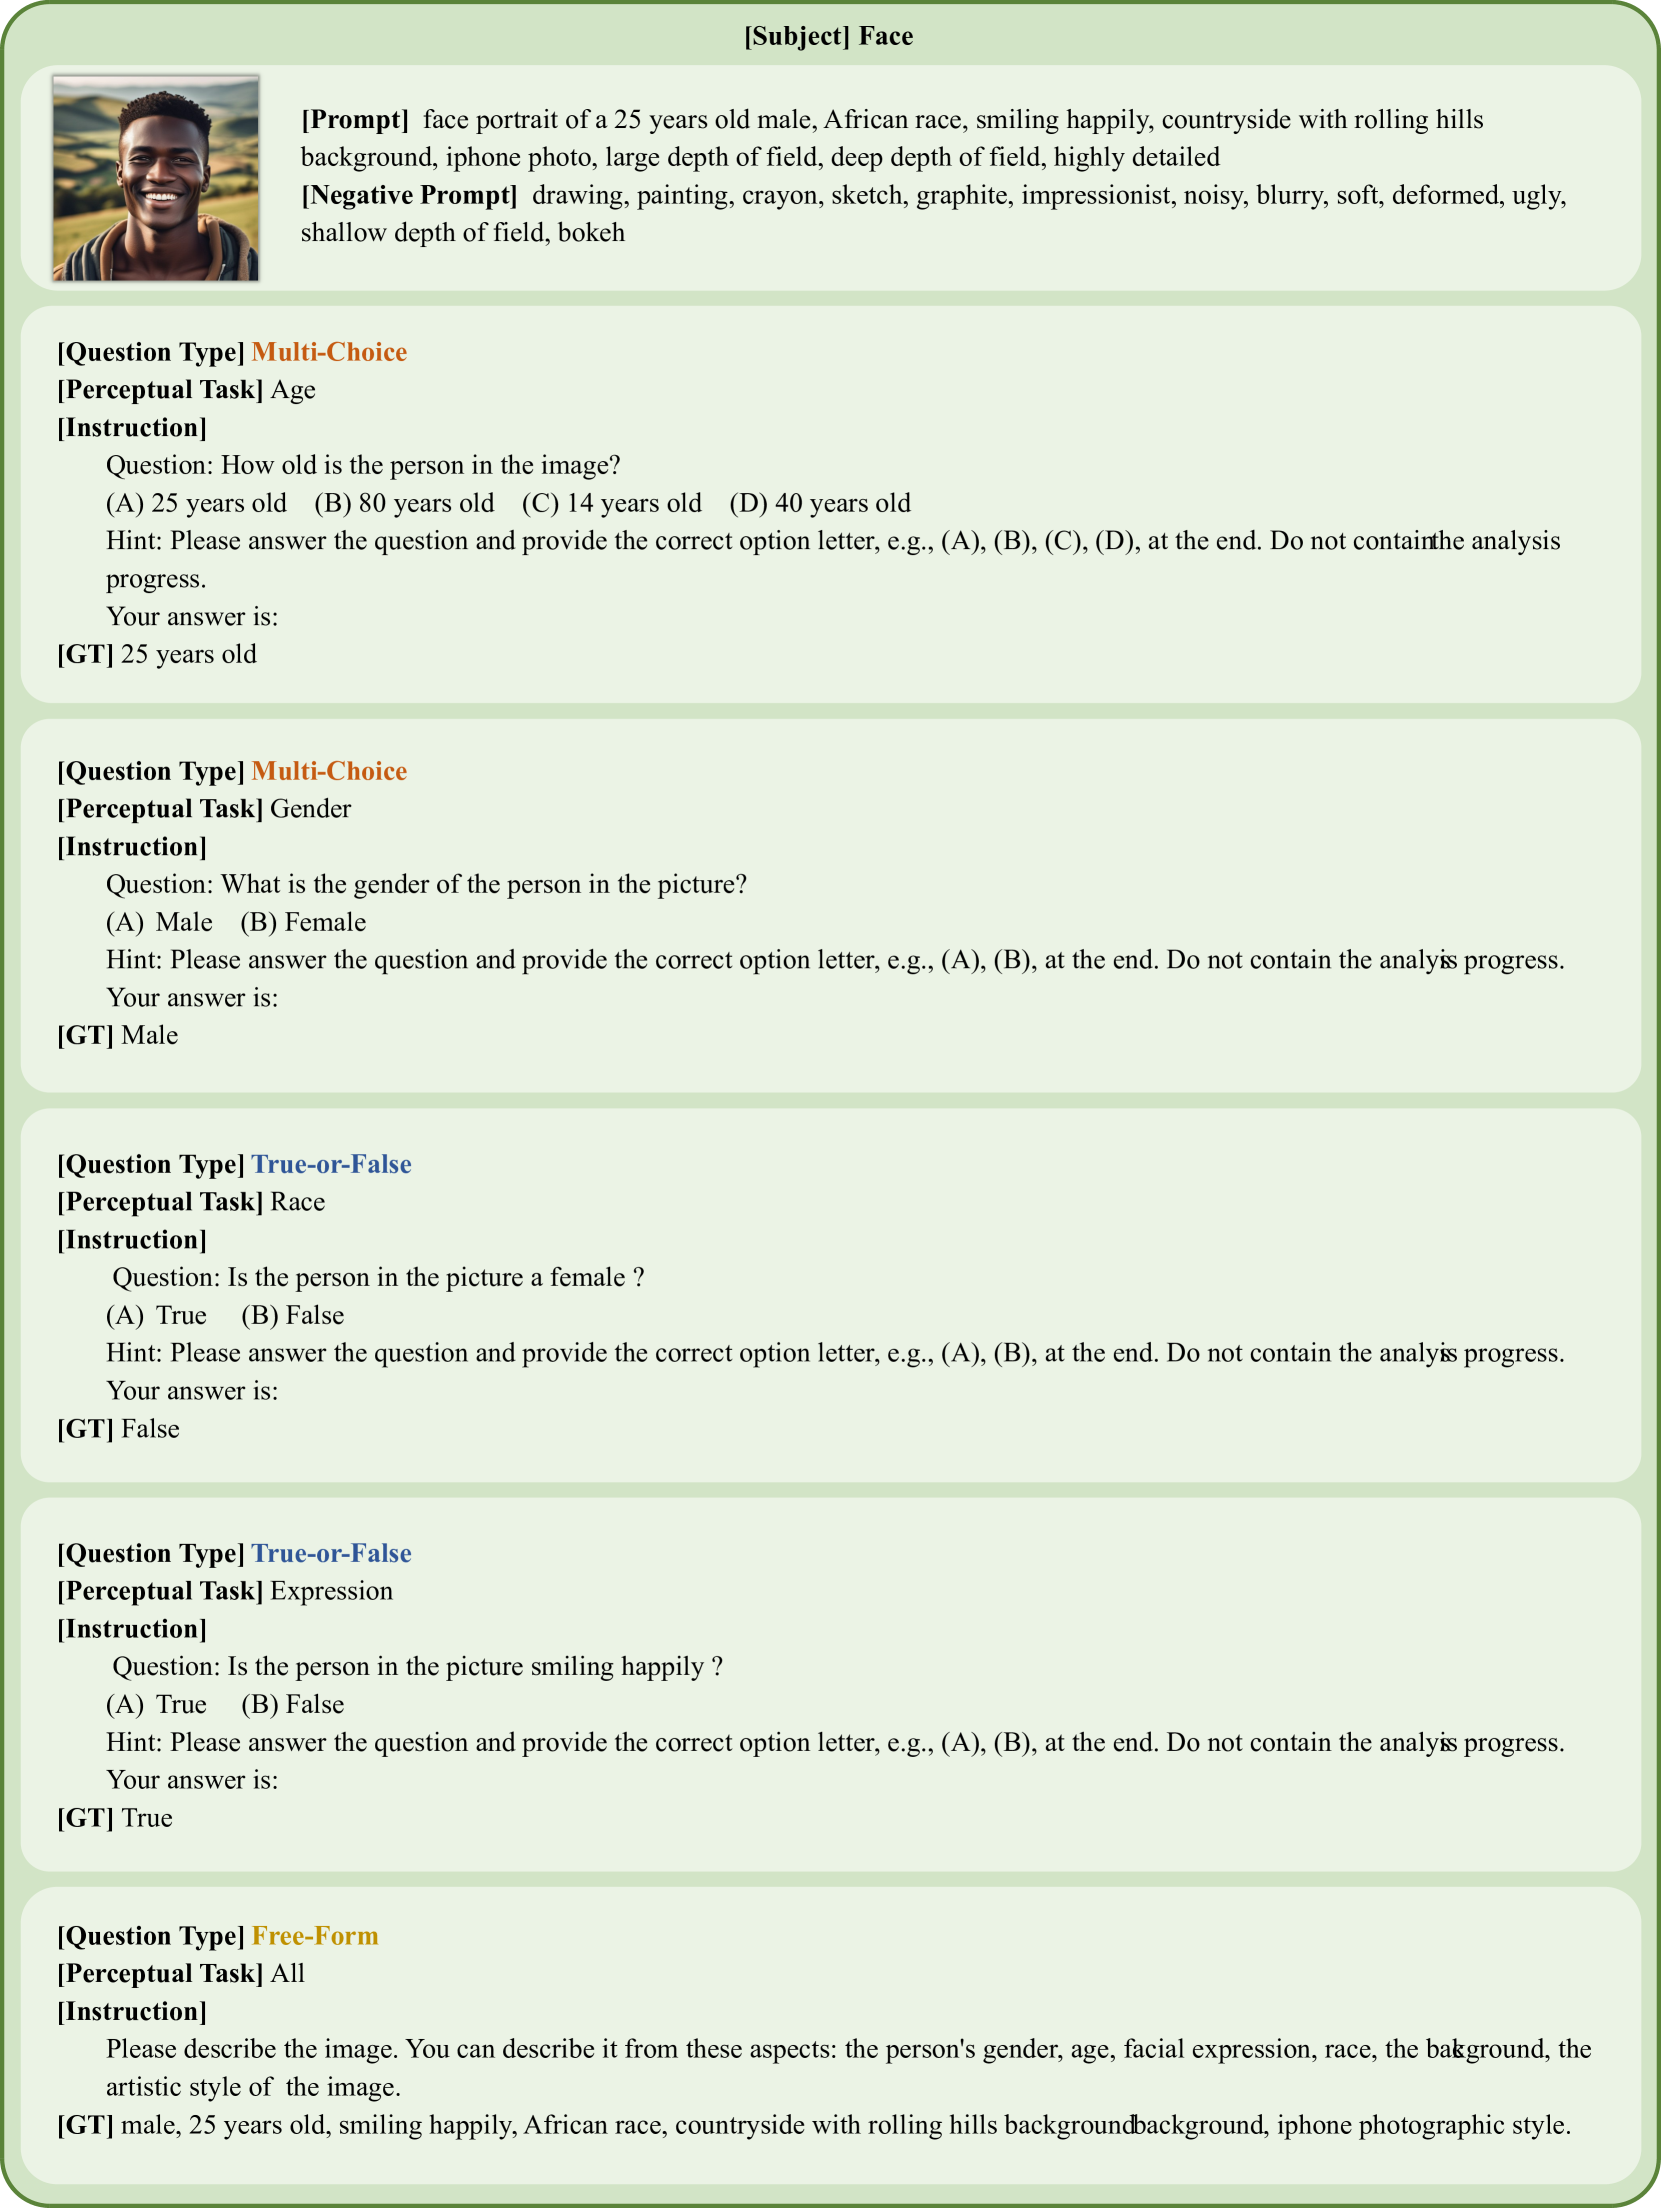 [Subject] Face
[Prompt] face portrait of a 25 years old male, African race, smiling happily, countryside with rolling hills
background, iphone photo, large depth of field, deep depth of field, highly detailed
[Negative Prompt] drawing, painting, crayon, sketch, graphite, impressionist, noisy, blurry, soft, deformed, ugly,
shallow depth of field, bokeh
[Question Type] Multi-Choice
[Perceptual Task] Age
[Instruction]
Question: How old is the person in the image?
(A) 25 years old (B) 80 years old (C) 14 years old (D) 40 years old
Hint: Please answer the question and provide the correct option letter, e.g., (A), (B), (C), (D), at the end. Do not contain the analysis
progress.
Your answer is:
[GT] 25 years old
[Question Type] Multi-Choice
[Perceptual Task] Gender
[Instruction]
Question: What is the gender of the person in the picture?
(A) Male (B) Female
Hint: Please answer the question and provide the correct option letter, e.g., (A), (B), at the end. Do not contain the analysis progress.
Your answer is:
[GT] Male
[Question Type] True-or-False
[Perceptual Task] Race
[Instruction]
Question: Is the person in the picture a female ?
(A) True (B) False
Hint: Please answer the question and provide the correct option letter, e.g., (A), (B), at the end. Do not contain the analysis progress.
Your answer is:
[GT] False
[Question Type] True-or-False
[Perceptual Task] Expression
[Instruction]
Question: Is the person in the picture smiling happily ?
(A) True (B) False
Hint: Please answer the question and provide the correct option letter, e.g., (A), (B), at the end. Do not contain the analysis progress.
Your answer is:
[GT] True
[Question Type] Free-Form
[Perceptual Task] All
[Instruction]
Please describe the image. You can describe it from these aspects: the person's gender, age, facial expression, race, the background, the
artistic style of the image.
[GT] male, 25 years old, smiling happily, African race, countryside with rolling hills background background, iphone photographic style.